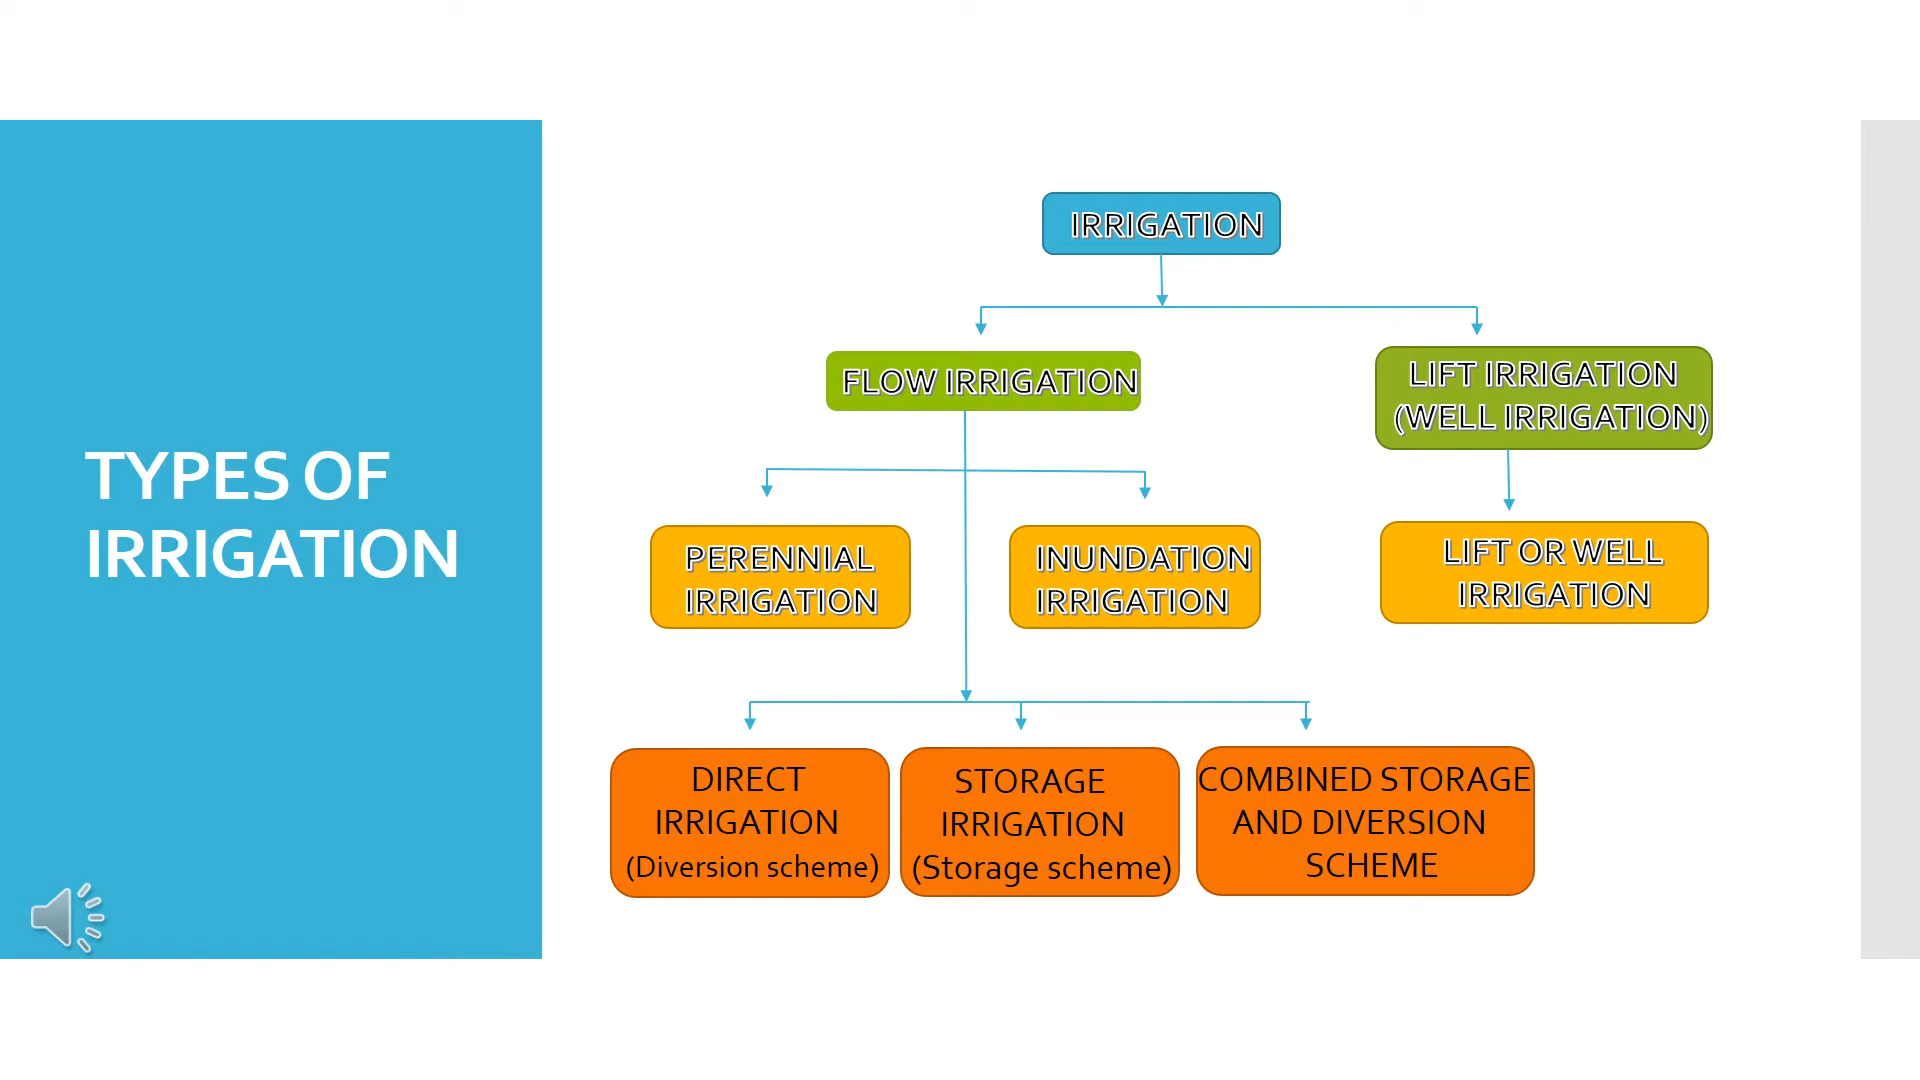 TYPES OF
IRRIGATION
IRRIGATION
FLOW IRRIGATION
LIFT IRRIGATION
(WELL IRRIGATION)
PERENNIAL
IRRIGATION
INUNDATION
IRRIGATION
LIFT OR WELL
IRRIGATION
DIRECT
IRRIGATION
(Diversion scheme)
STORAGE
IRRIGATION
(Storage scheme)
COMBINED STORAGE
AND DIVERSION
SCHEME